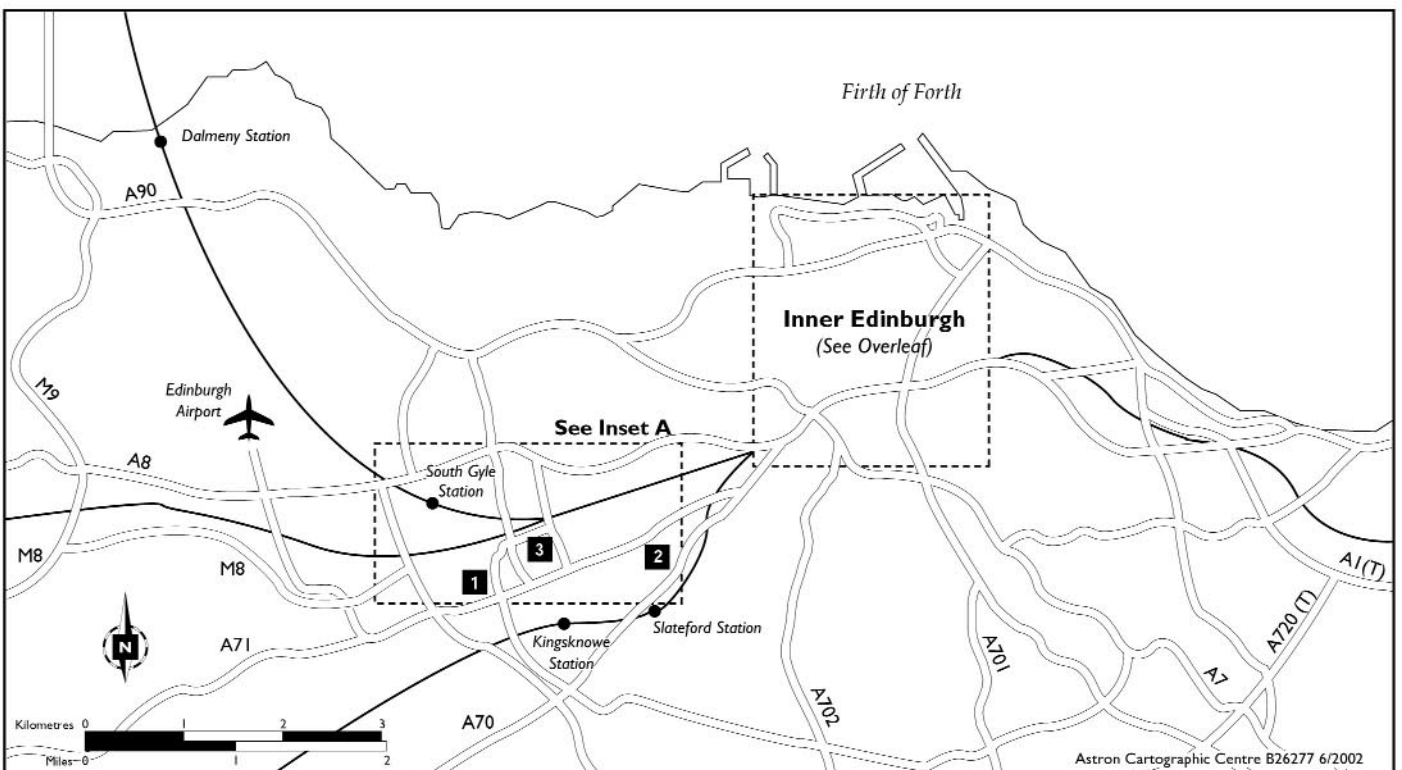 Firth of Forth
Dalmeny Station
A90
Inner Edinburgh
(See Overleaf)
M9
Edinburgh
Airport
See Inset A
A8
South Gyle
Station
M8
M8
3
2
1
A1(T)
N
A71
Kingsknowe
Station
Slateford Station
A701
A720 (T)
A7
A702
A70
Kilometres 0 1 2 3
Miles 0 1 2
Astron Cartographic Centre B26277 6/2002